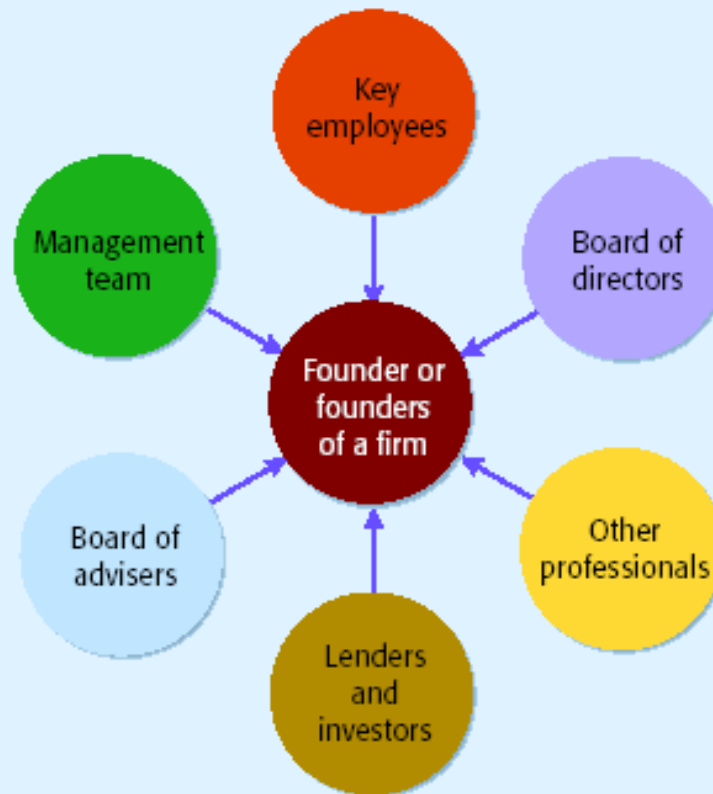 Key
employees
Management
team
Board of
directors
Founder or
founders
of a firm
Board of
advisers
Other
professionals
Lenders
and
investors